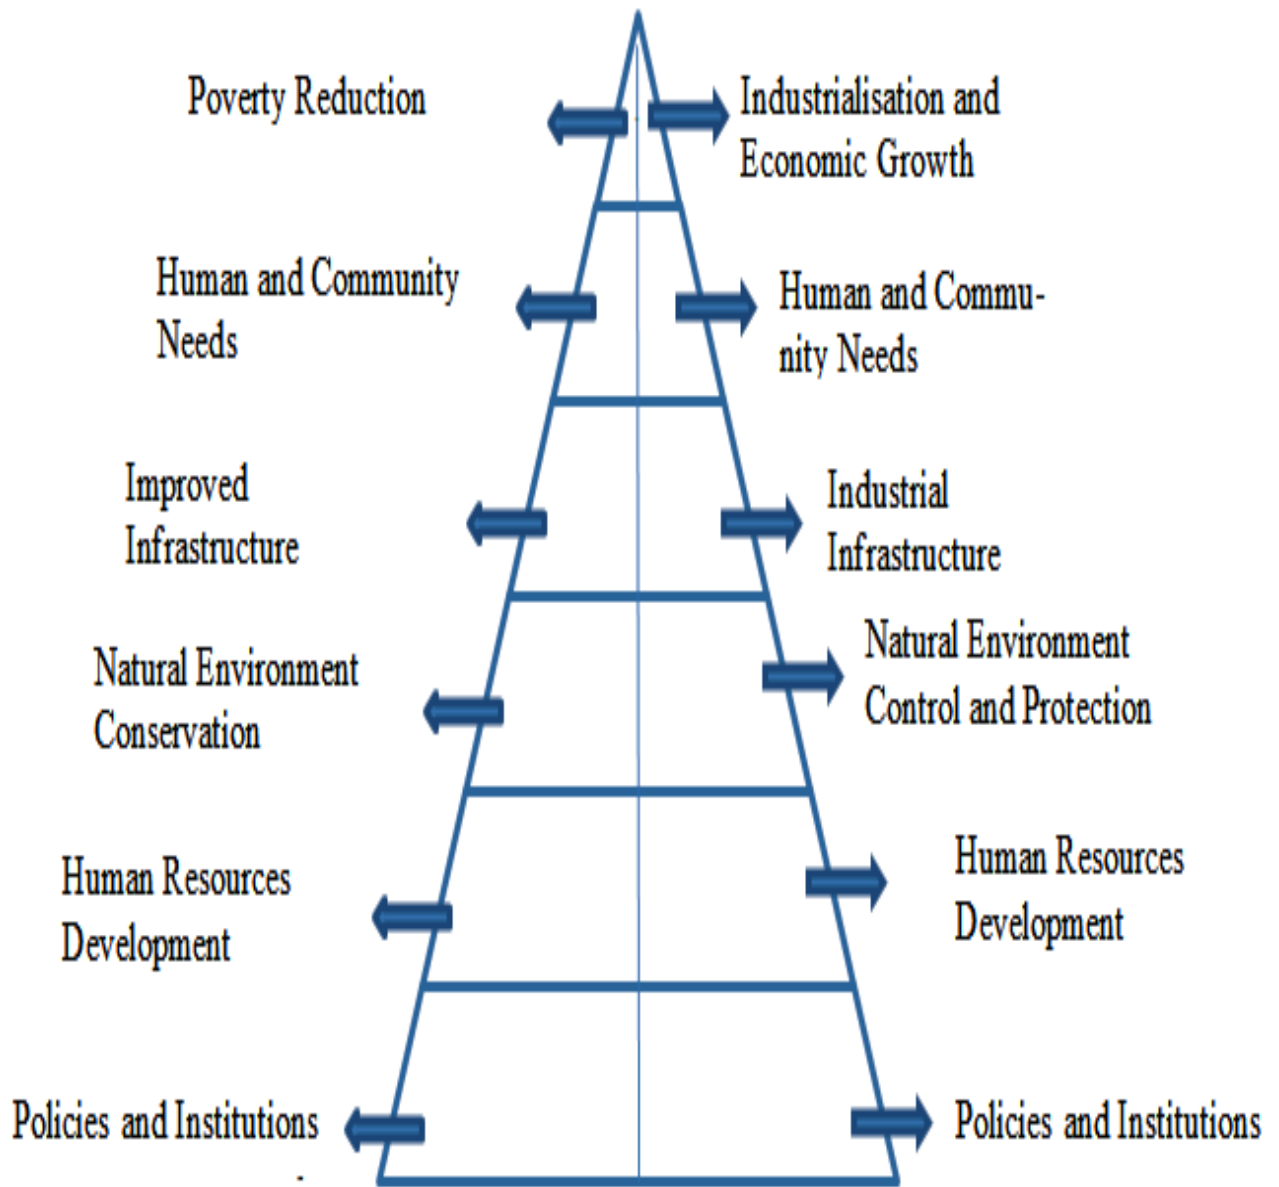 Poverty Reduction
Industrialisation and
Economic Growth
Human and Community
Needs
Human and Commu-
nity Needs
Improved
Infrastructure
Industrial
Infrastructure
Natural Environment
Conservation
Natural Environment
Control and Protection
Human Resources
Development
Human Resources
Development
Policies and Institutions
Policies and Institutions